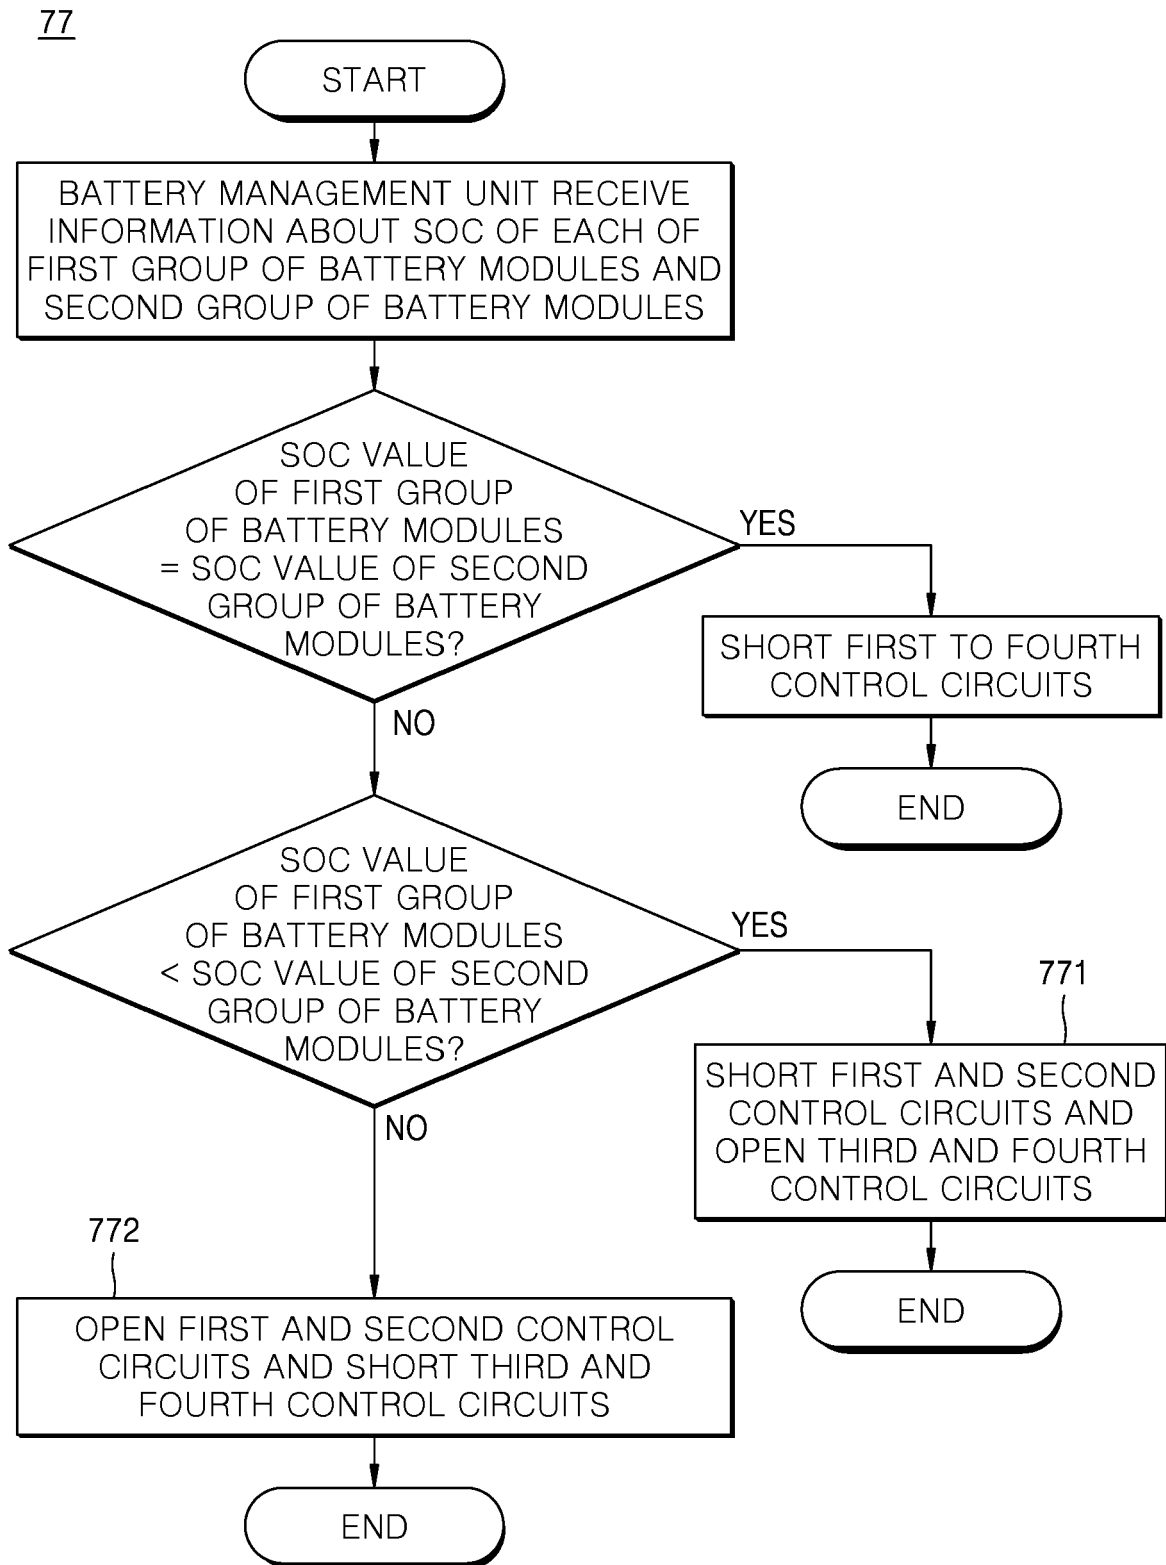 77
START
BATTERY MANAGEMENT UNIT RECEIVE
INFORMATION ABOUT SOC OF EACH OF
FIRST GROUP OF BATTERY MODULES AND
SECOND GROUP OF BATTERY MODULES
SOC VALUE
OF FIRST GROUP
OF BATTERY MODULES
= SOC VALUE OF SECOND
GROUP OF BATTERY
MODULES?
YES
SHORT FIRST TO FOURTH
CONTROL CIRCUITS
END
NO
SOC VALUE
OF FIRST GROUP
OF BATTERY MODULES
< SOC VALUE OF SECOND
GROUP OF BATTERY
MODULES?
YES
771
SHORT FIRST AND SECOND
CONTROL CIRCUITS AND
OPEN THIRD AND FOURTH
CONTROL CIRCUITS
END
NO
772
OPEN FIRST AND SECOND CONTROL
CIRCUITS AND SHORT THIRD AND
FOURTH CONTROL CIRCUITS
END